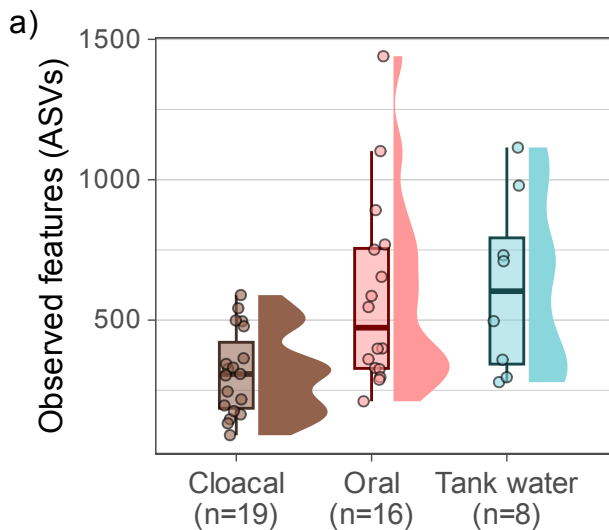 a)
Observed features (ASVs)
1500
1000
500
Cloacal
(n=19)
Oral
(n=16)
Tank water
(n=8)